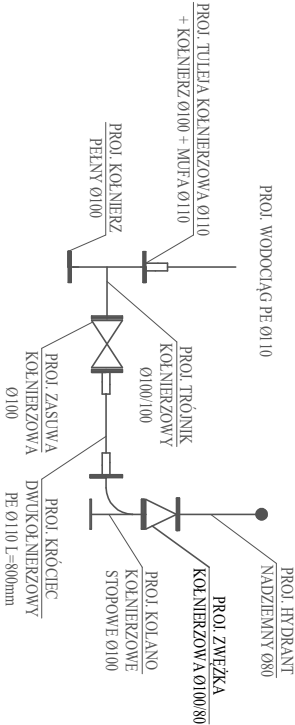 PROJ. WODOCIĄG PE Ø110
PROJ. TULEJA KOŁNIERZOWA Ø110
+ KOŁNIERZ Ø100 + MUFA Ø110
PROJ. KOŁNIERZ
PEŁNY Ø100
PROJ. TRÓJNIK
KOŁNIERZOWY
Ø100/100
PROJ. ZASUWA
KOŁNIERZOWA
Ø100
PROJ. HYDRANT
NADZIEMNY Ø80
PROJ. ZWĘŻKA
KOŁNIERZOWA Ø100/80
PROJ. KOLANO
KOŁNIERZOWE
STOPOWE Ø100
PROJ. KRÓCIEC
DWUKOŁNIERZOWY
PE Ø110 L=800mm